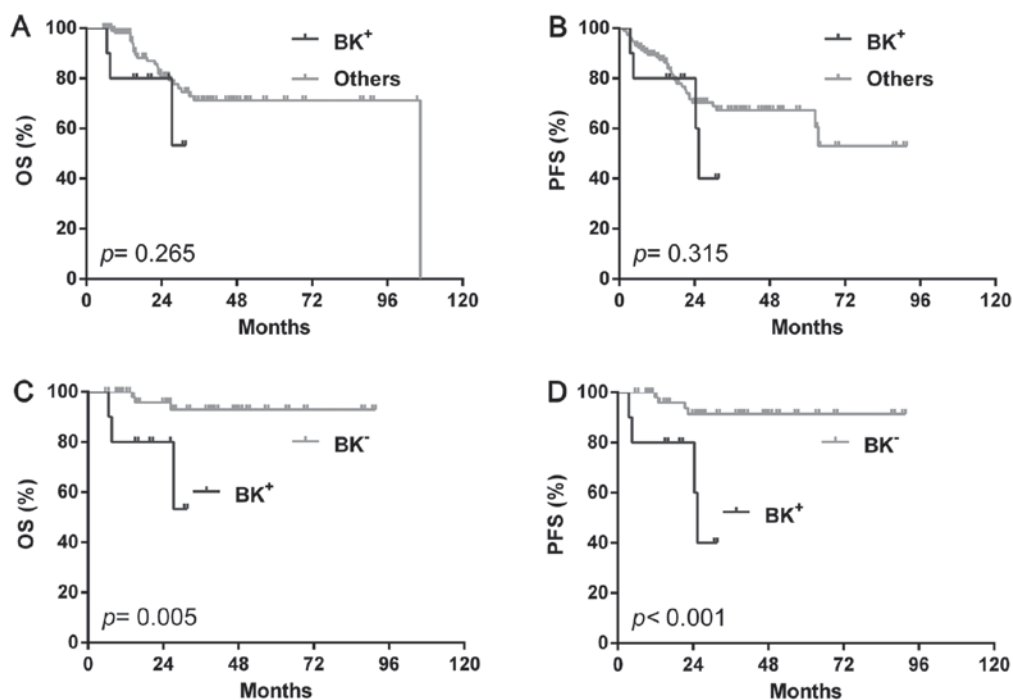 A
100
80
60
40
20
0
OS (%)
BK⁺
Others
p= 0.265
0 24 48 72 96 120
Months
B
100
80
60
40
20
0
PFS (%)
BK⁺
Others
p= 0.315
0 24 48 72 96 120
Months
C
100
80
60
40
20
0
OS (%)
BK⁻
BK⁺
p= 0.005
0 24 48 72 96 120
Months
D
100
80
60
40
20
0
PFS (%)
BK⁻
BK⁺
p< 0.001
0 24 48 72 96 120
Months